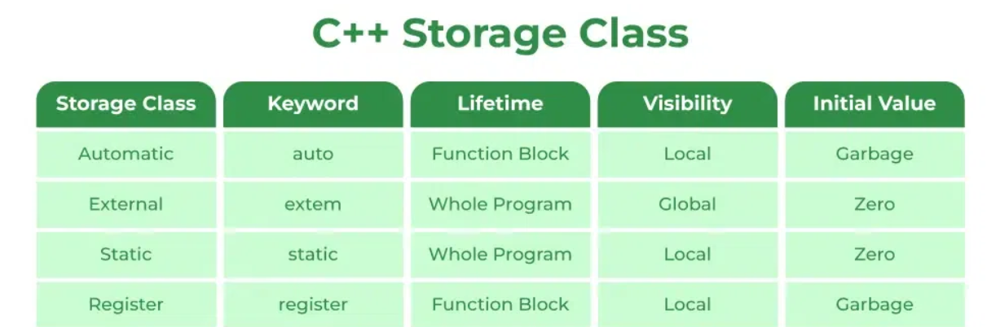 C++ Storage Class
Storage Class Keyword Lifetime Visibility Initial Value
Automatic auto Function Block Local Garbage
External extem Whole Program Global Zero
Static static Whole Program Local Zero
Register register Function Block Local Garbage